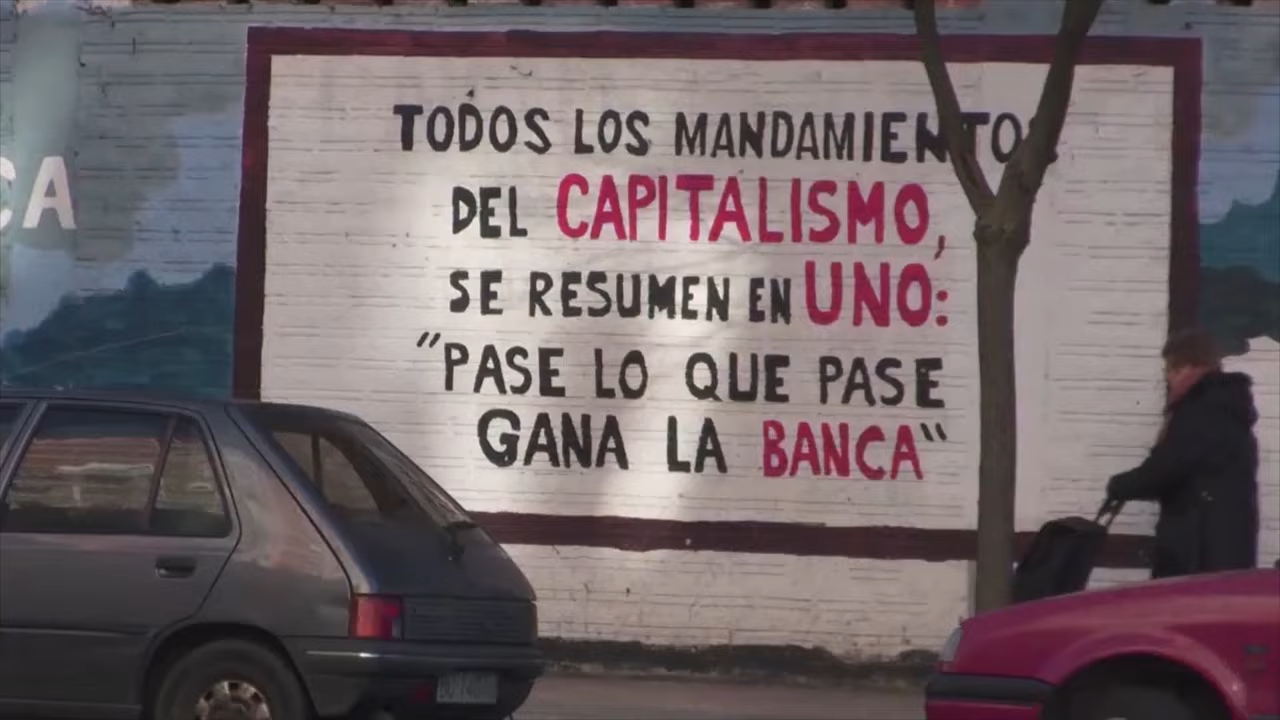 TODOS LOS MANDAMIENTOS
DEL CAPITALISMO,
SE RESUMEN EN UNO:
"PASE LO QUE PASE
GANA LA BANCA"
CA